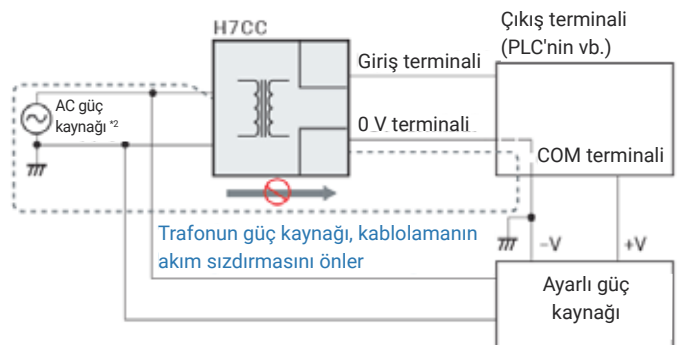 H7CC
Çıkış terminali
(PLC'nin vb.)
Giriş terminali
AC güç
kaynağı *2
0 V terminali
COM terminali
Trafonun güç kaynağı, kablolamanın
akım sızdırmasını önler
–V
+V
Ayarlı güç
kaynağı